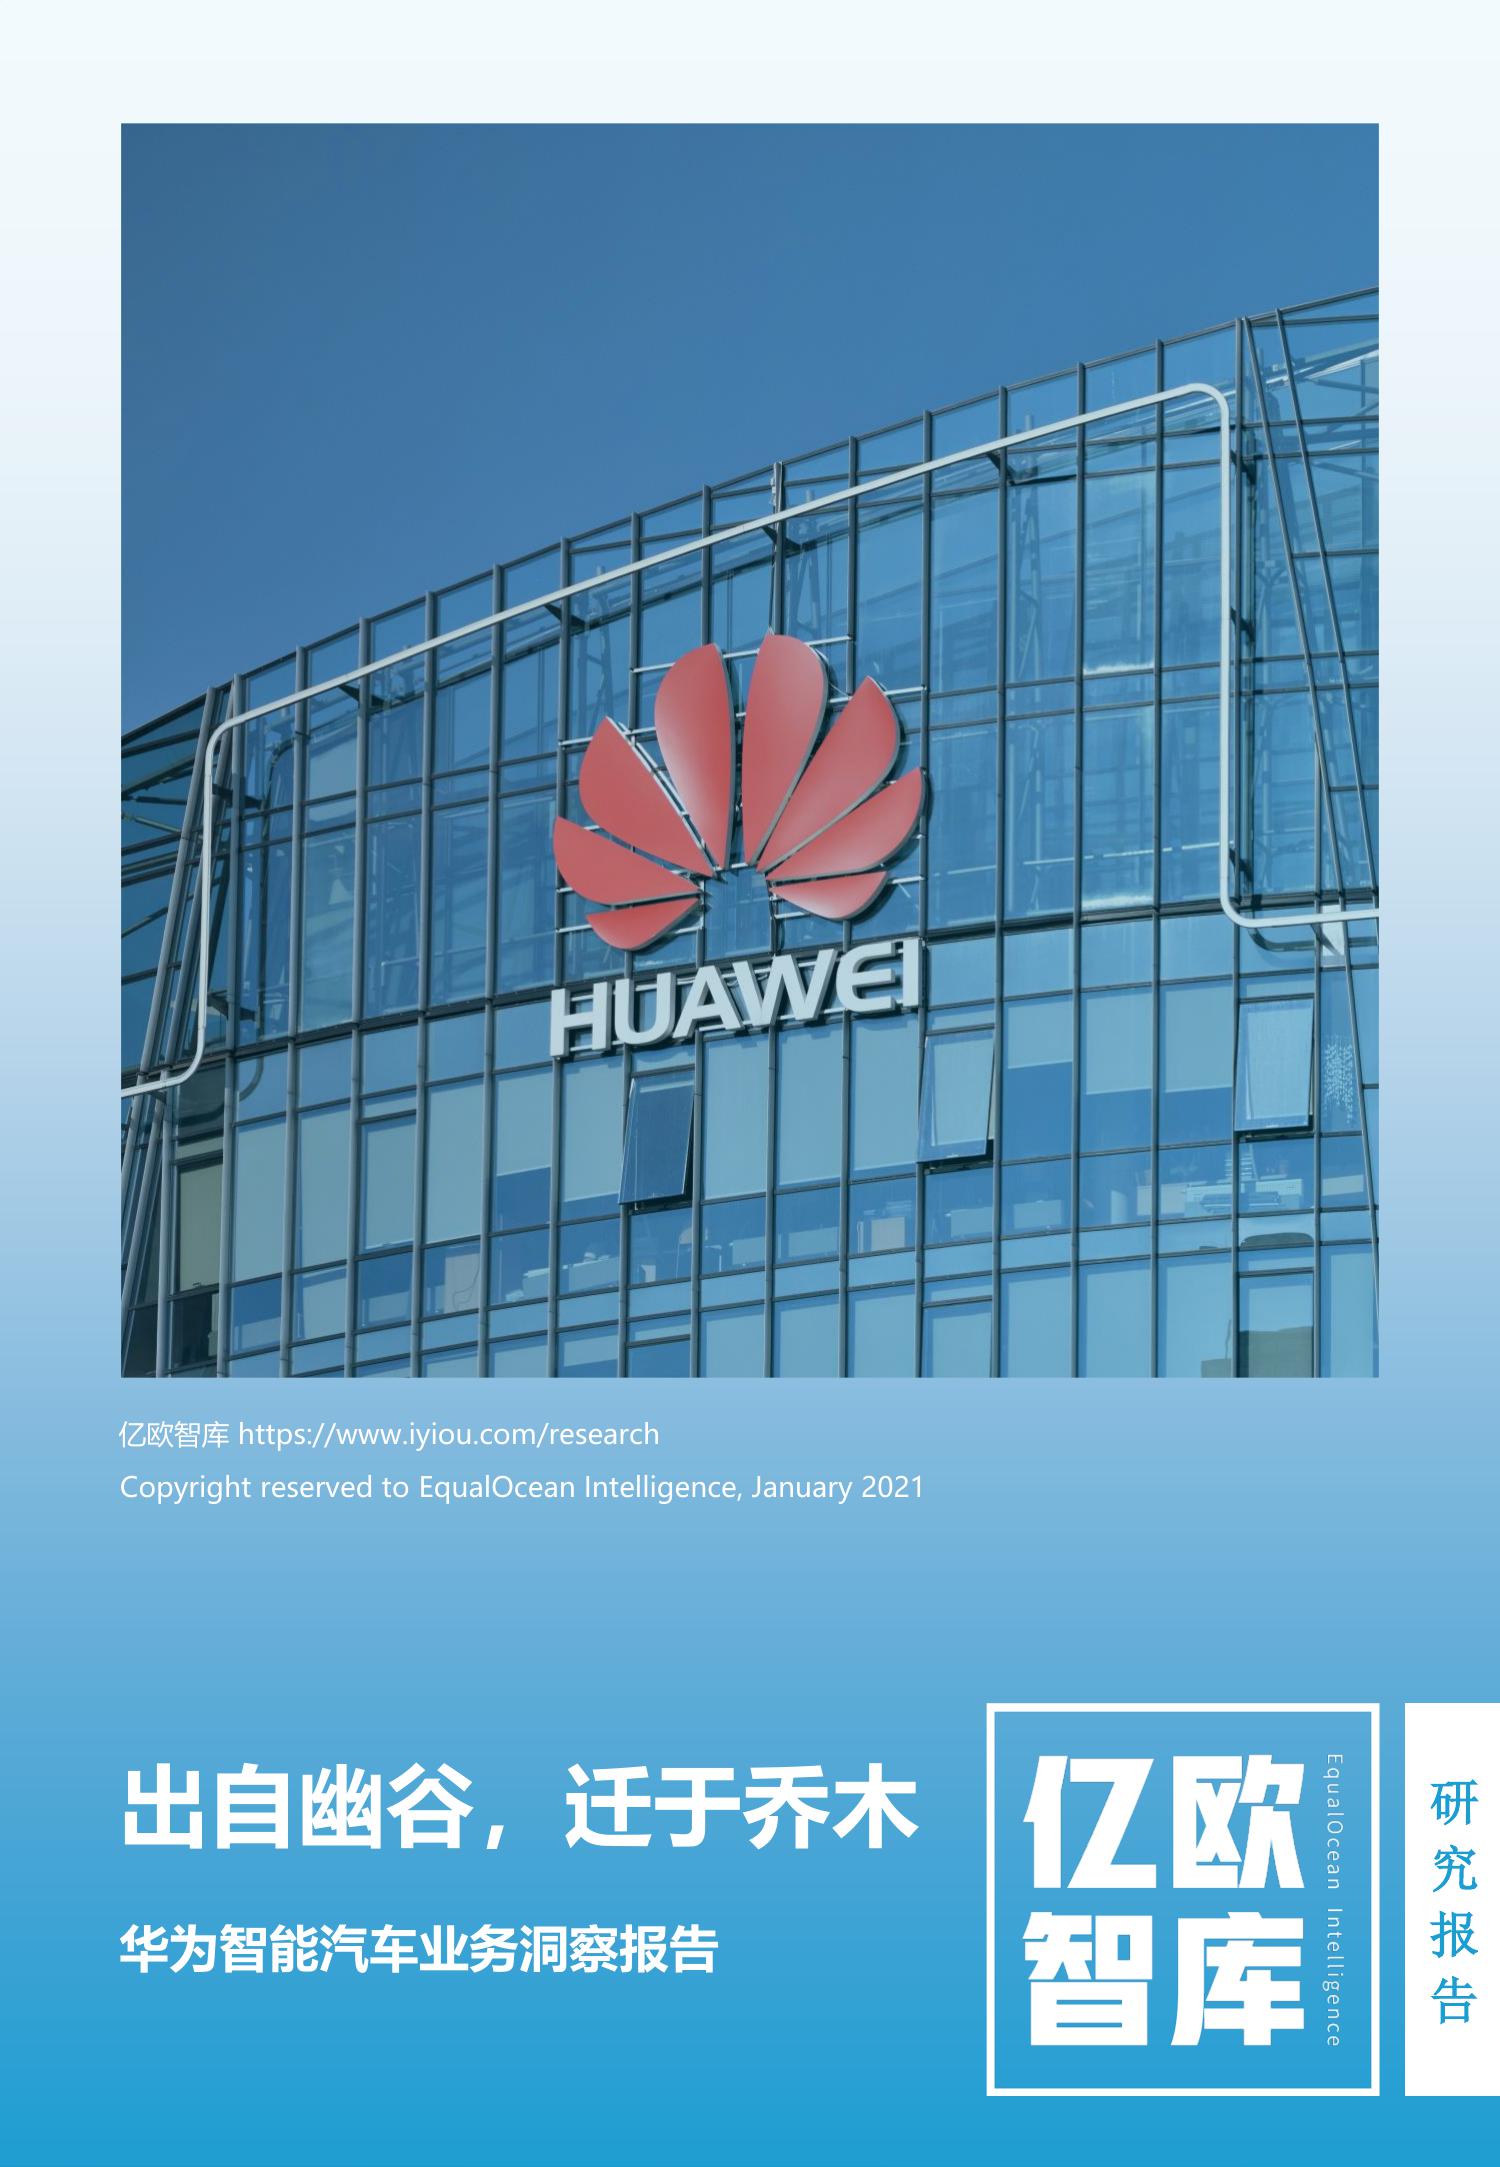 HUAWEI
亿欧智库 https://www.iyiou.com/research
Copyright reserved to EqualOcean Intelligence, January 2021
出自幽谷，迁于乔木
华为智能汽车业务洞察报告
亿欧
智库
EqualOcean Intelligence
研究报告